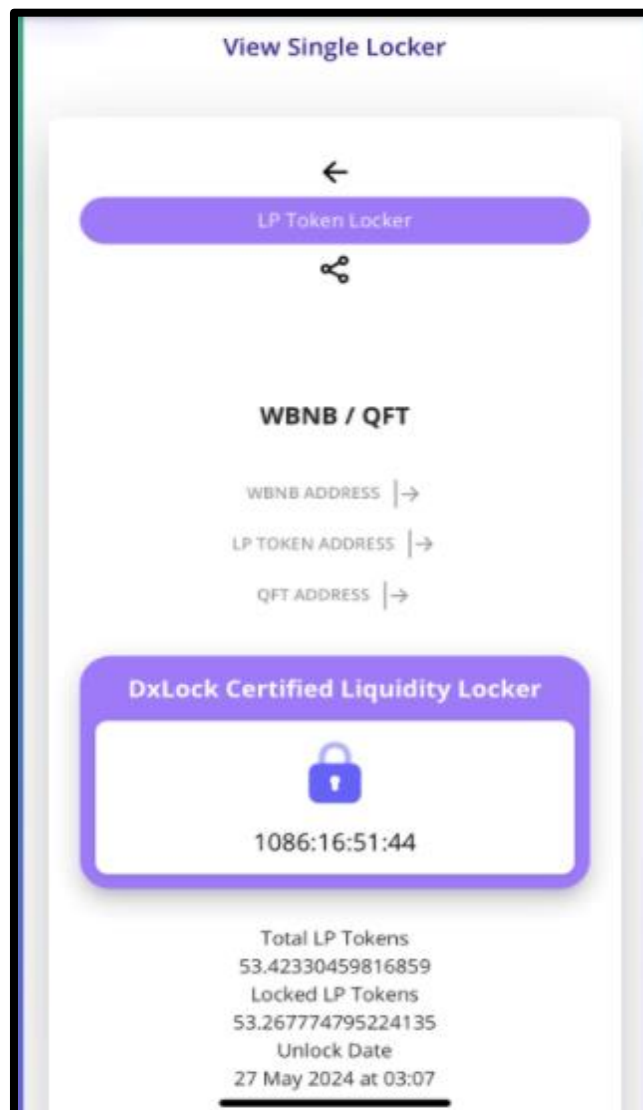 View Single Locker
LP Token Locker
WBNB / QFT
WBNB ADDRESS
LP TOKEN ADDRESS
QFT ADDRESS
DxLock Certified Liquidity Locker
1086:16:51:44
Total LP Tokens
53.42330459816859
Locked LP Tokens
53.267774795224135
Unlock Date
27 May 2024 at 03:07